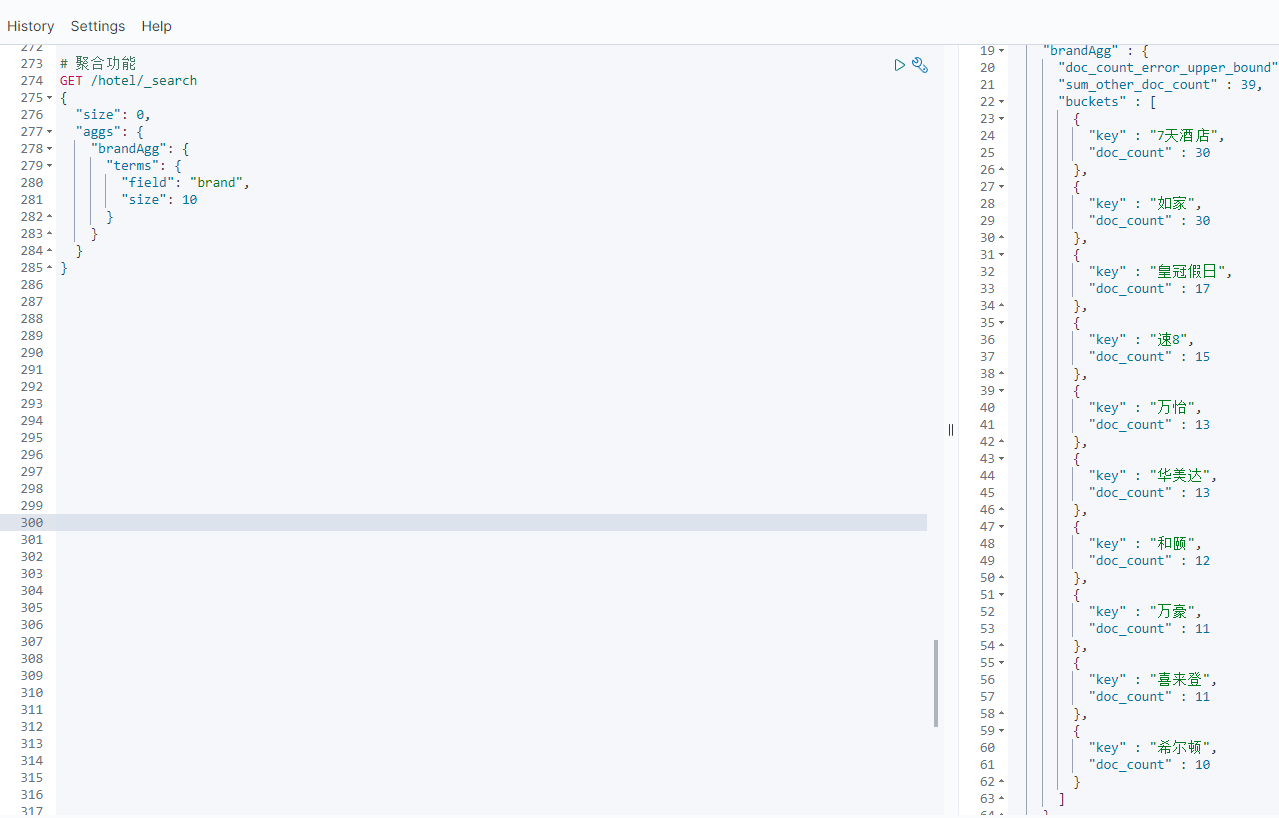 History Settings Help
272
273 # 聚合功能
274 GET /hotel/_search
275 {
276 "size": 0,
277 "aggs": {
278 "brandAgg": {
279 "terms": {
280 "field": "brand",
281 "size": 10
282 }
283 }
284 }
285 }
286
287
288
289
290
291
292
293
294
295
296
297
298
299
300
301
302
303
304
305
306
307
308
309
310
311
312
313
314
315
316
317
19 "brandAgg" : {
20 "doc_count_error_upper_bound"
21 "sum_other_doc_count" : 39,
22 "buckets" : [
23 {
24 "key" : "7天酒店",
25 "doc_count" : 30
26 },
27 {
28 "key" : "如家",
29 "doc_count" : 30
30 },
31 {
32 "key" : "皇冠假日",
33 "doc_count" : 17
34 },
35 {
36 "key" : "速8",
37 "doc_count" : 15
38 },
39 {
40 "key" : "万怡",
41 "doc_count" : 13
42 },
43 {
44 "key" : "华美达",
45 "doc_count" : 13
46 },
47 {
48 "key" : "和颐",
49 "doc_count" : 12
50 },
51 {
52 "key" : "万豪",
53 "doc_count" : 11
54 },
55 {
56 "key" : "喜来登",
57 "doc_count" : 11
58 },
59 {
60 "key" : "希尔顿",
61 "doc_count" : 10
62 }
63 ]
64 }